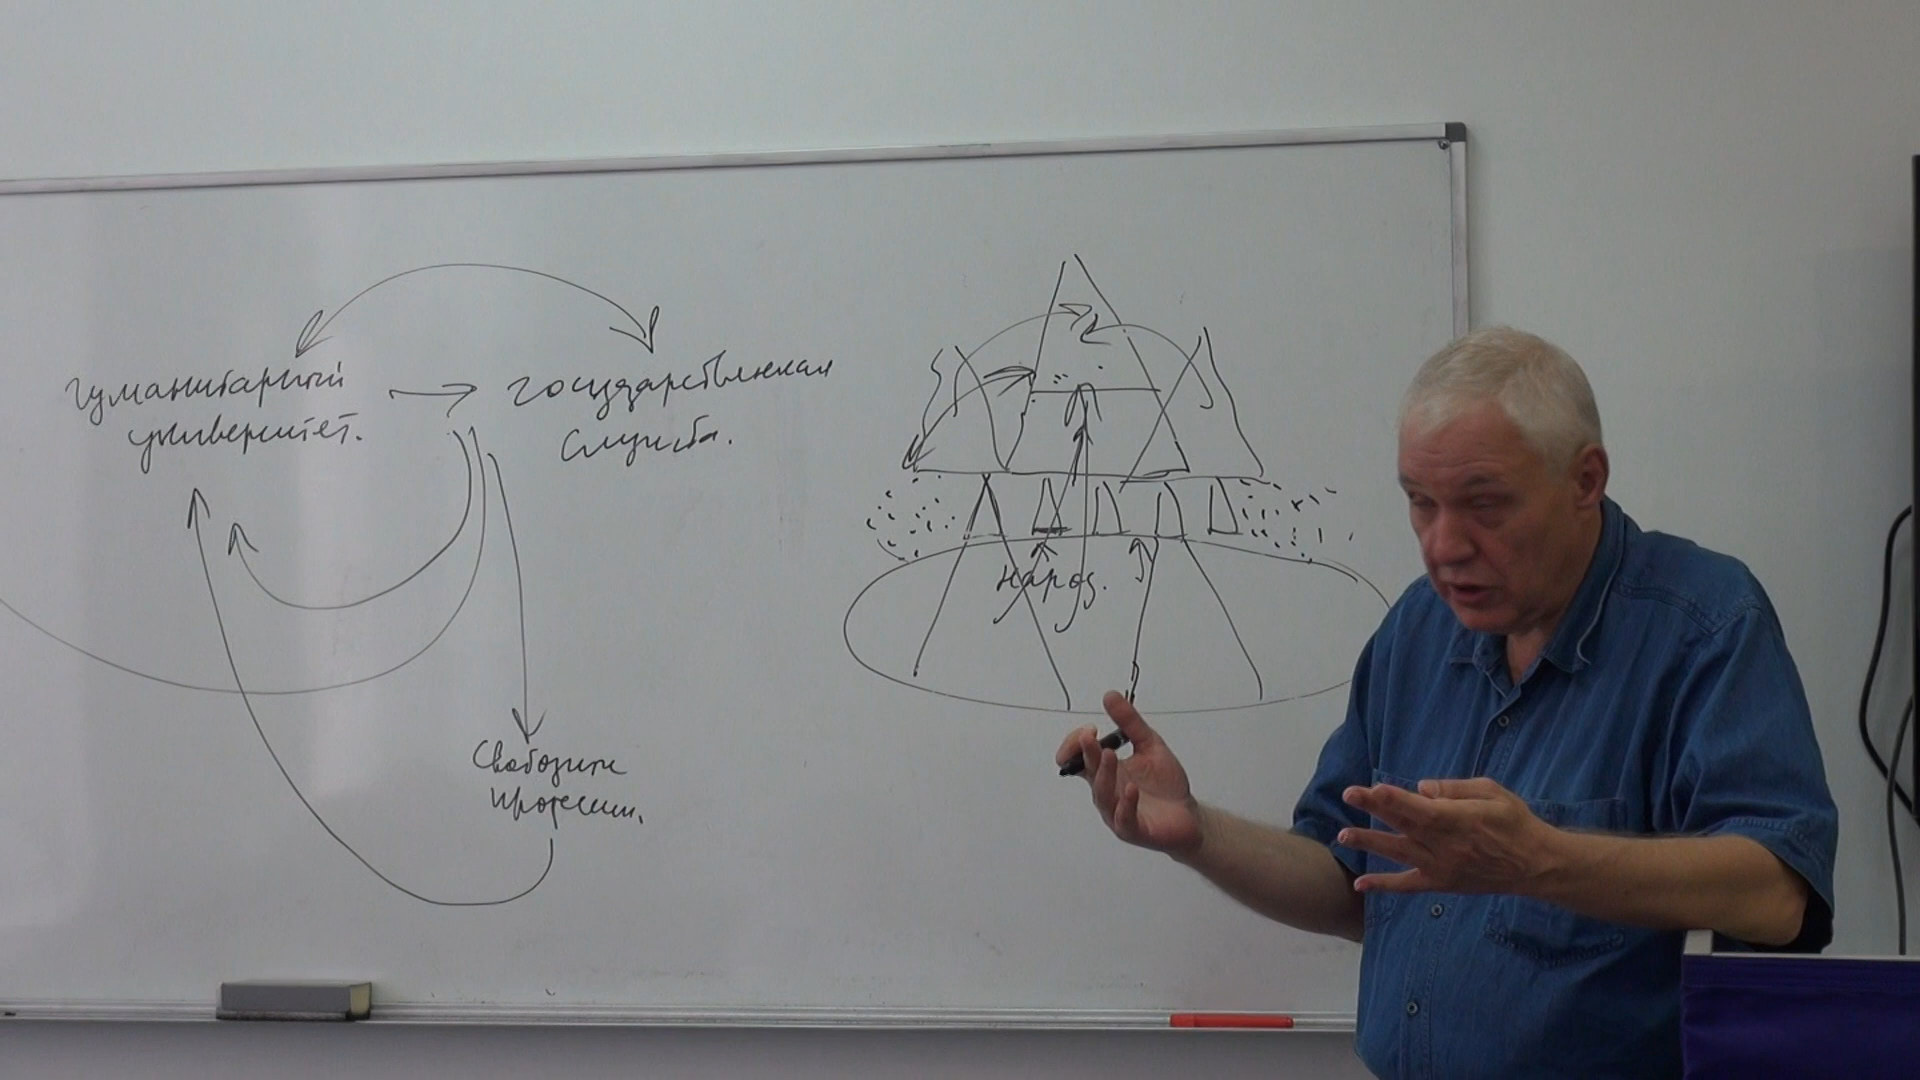 гуманитарный
университет.
государственная
служба.
Свободные
профессии.
народ.